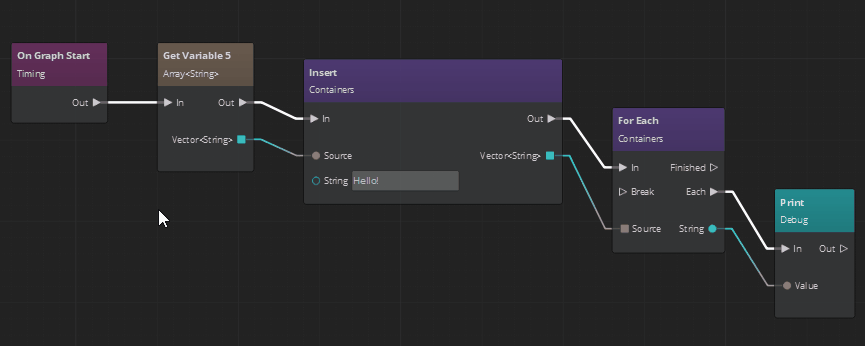 On Graph Start
Timing
Out
Get Variable 5
Array<String>
In Out
Vector<String>
Insert
Containers
In Out
Source Vector<String>
String Hello!
For Each
Containers
In Finished
Break Each
Source String
Print
Debug
In Out
Value